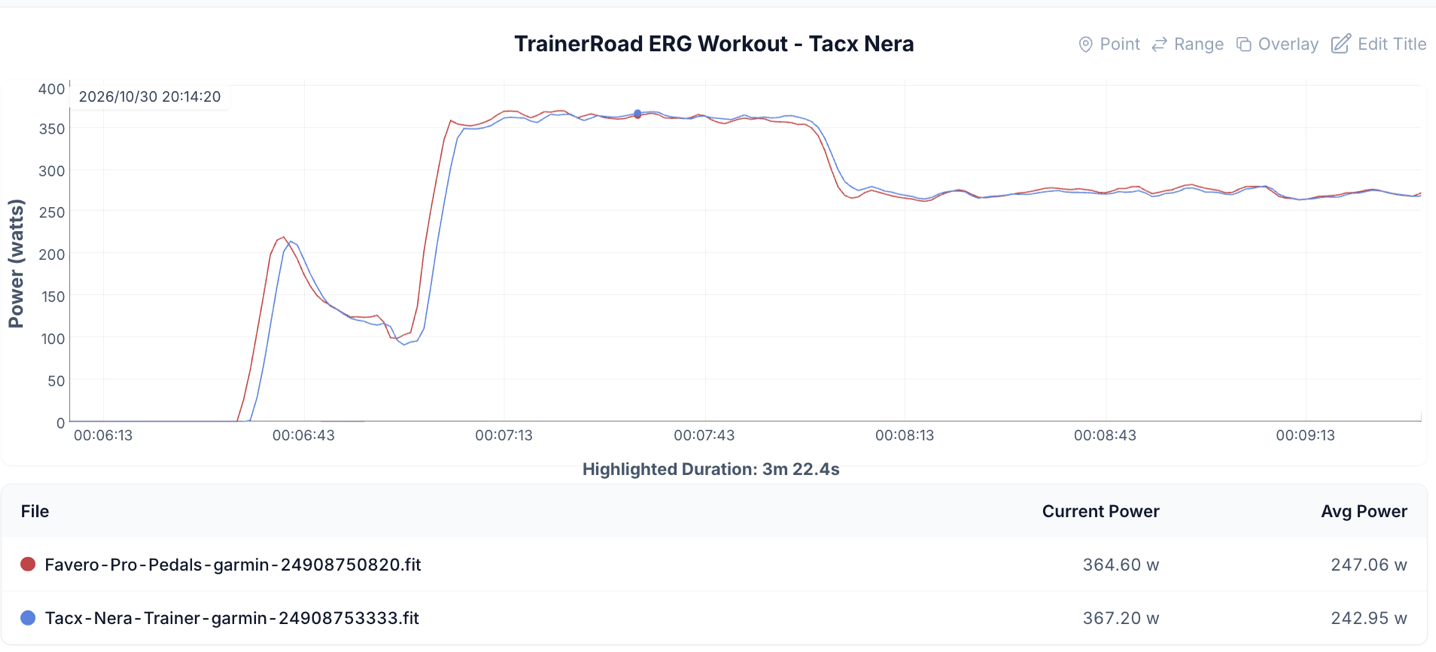 TrainerRoad ERG Workout - Tacx Nera
Point Range Overlay Edit Title
2026/10/30 20:14:20
Power (watts)
400
350
300
250
200
150
100
50
0
00:06:13 00:06:43 00:07:13 00:07:43 00:08:13 00:08:43 00:09:13
Highlighted Duration: 3m 22.4s
File Current Power Avg Power
Favero-Pro-Pedals-garmin-24908750820.fit 364.60 w 247.06 w
Tacx-Nera-Trainer-garmin-24908753333.fit 367.20 w 242.95 w